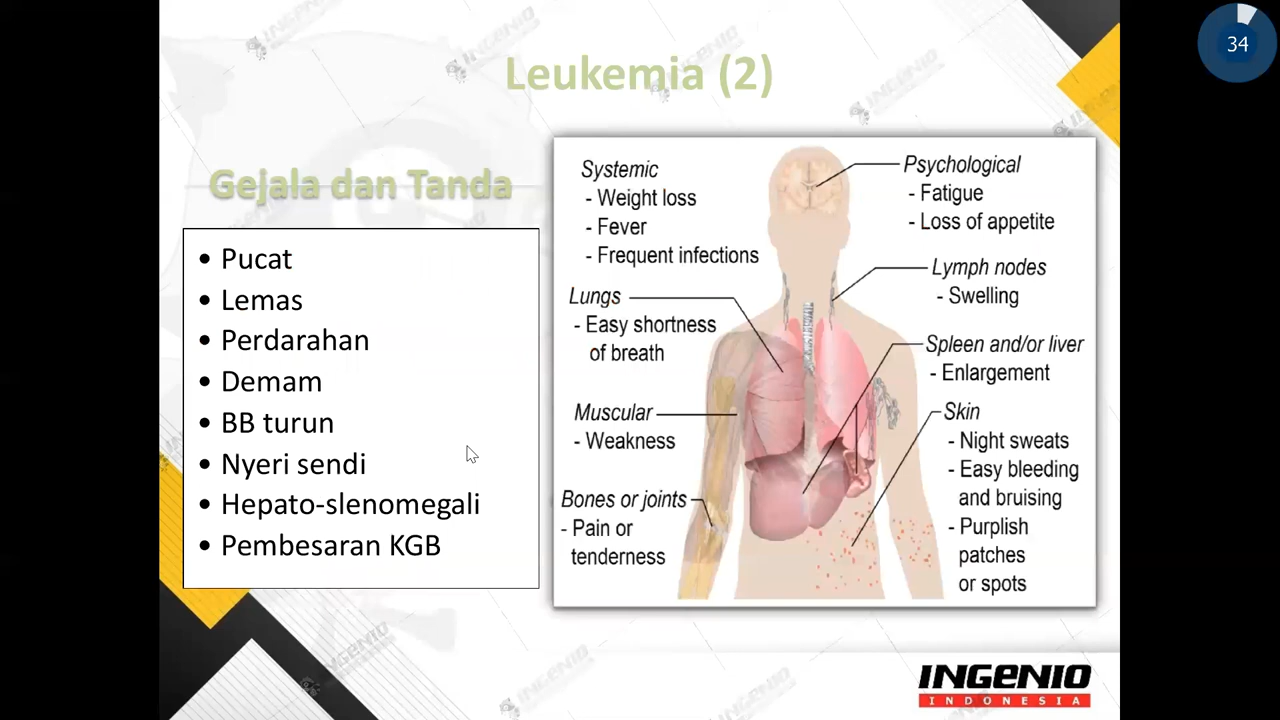 34
Leukemia (2)
Gejala dan Tanda
• Pucat
• Lemas
• Perdarahan
• Demam
• BB turun
• Nyeri sendi
• Hepato-slenomegali
• Pembesaran KGB
Systemic
- Weight loss
- Fever
- Frequent infections
Lungs
- Easy shortness
of breath
Muscular
- Weakness
Bones or joints
- Pain or
tenderness
Psychological
- Fatigue
- Loss of appetite
Lymph nodes
- Swelling
Spleen and/or liver
- Enlargement
Skin
- Night sweats
- Easy bleeding
and bruising
- Purplish
patches
or spots
INGENIO
INDONESIA